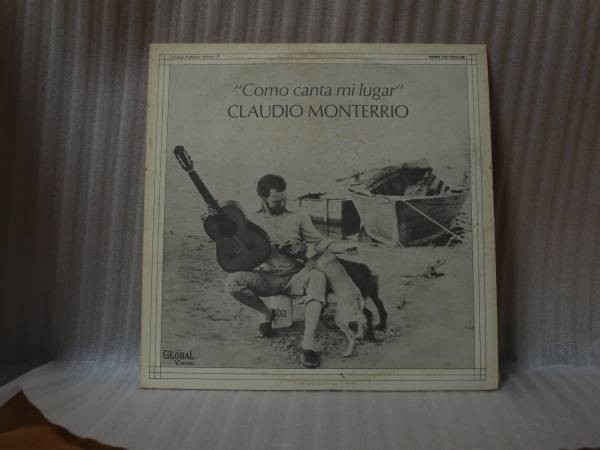 "Como canta mi lugar"
CLAUDIO MONTERRIO
GLOBAL